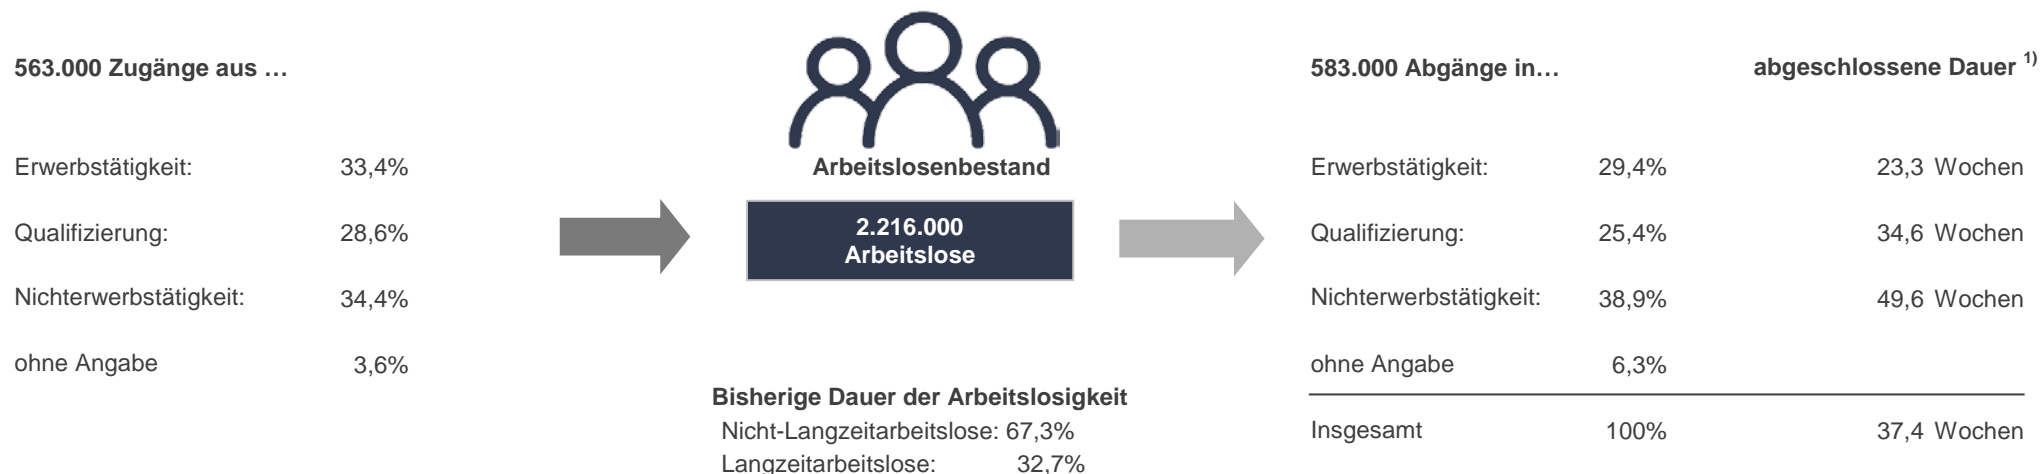 563.000 Zugänge aus …
Erwerbstätigkeit: 33,4%
Qualifizierung: 28,6%
Nichterwerbstätigkeit: 34,4%
ohne Angabe 3,6%
Arbeitslosenbestand
2.216.000
Arbeitslose
Bisherige Dauer der Arbeitslosigkeit
Nicht-Langzeitarbeitslose: 67,3%
Langzeitarbeitslose: 32,7%
583.000 Abgänge in… abgeschlossene Dauer 1)
Erwerbstätigkeit: 29,4% 23,3 Wochen
Qualifizierung: 25,4% 34,6 Wochen
Nichterwerbstätigkeit: 38,9% 49,6 Wochen
ohne Angabe 6,3%
Insgesamt 100% 37,4 Wochen